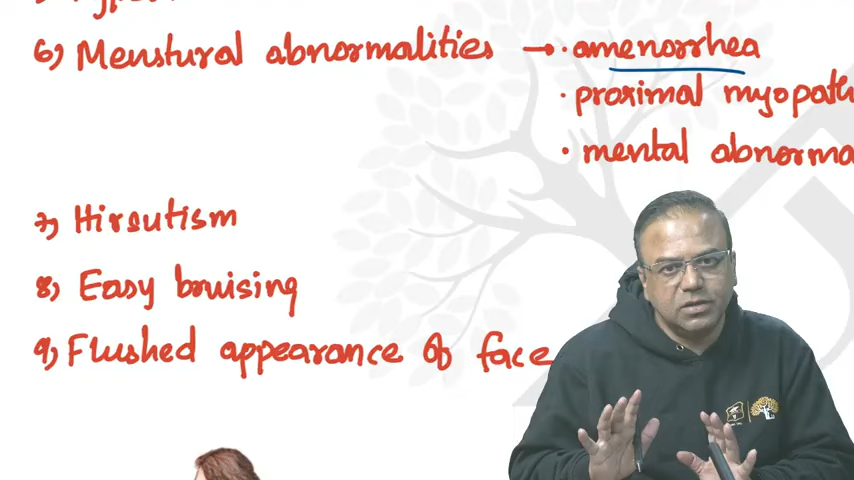 6) Menstural abnormalities → · amenorrhea
· proximal myopath
· mental abnorma
7) Hirsutism
8) Easy bruising
9) Flushed appearance of face